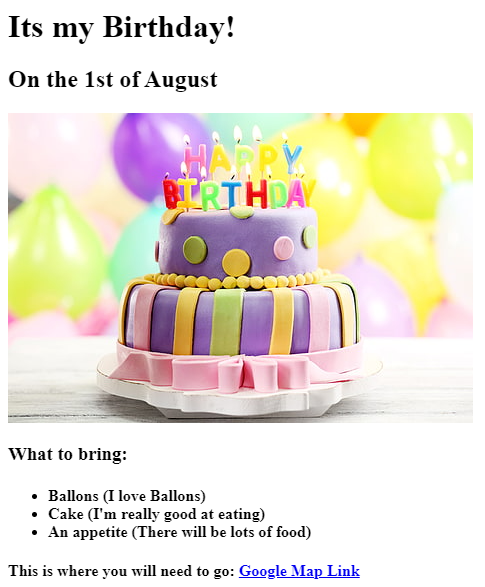 Its my Birthday!
On the 1st of August
HAPPY
BIRTHDAY
What to bring:
Ballons (I love Ballons)
Cake (I'm really good at eating)
An appetite (There will be lots of food)
This is where you will need to go: Google Map Link